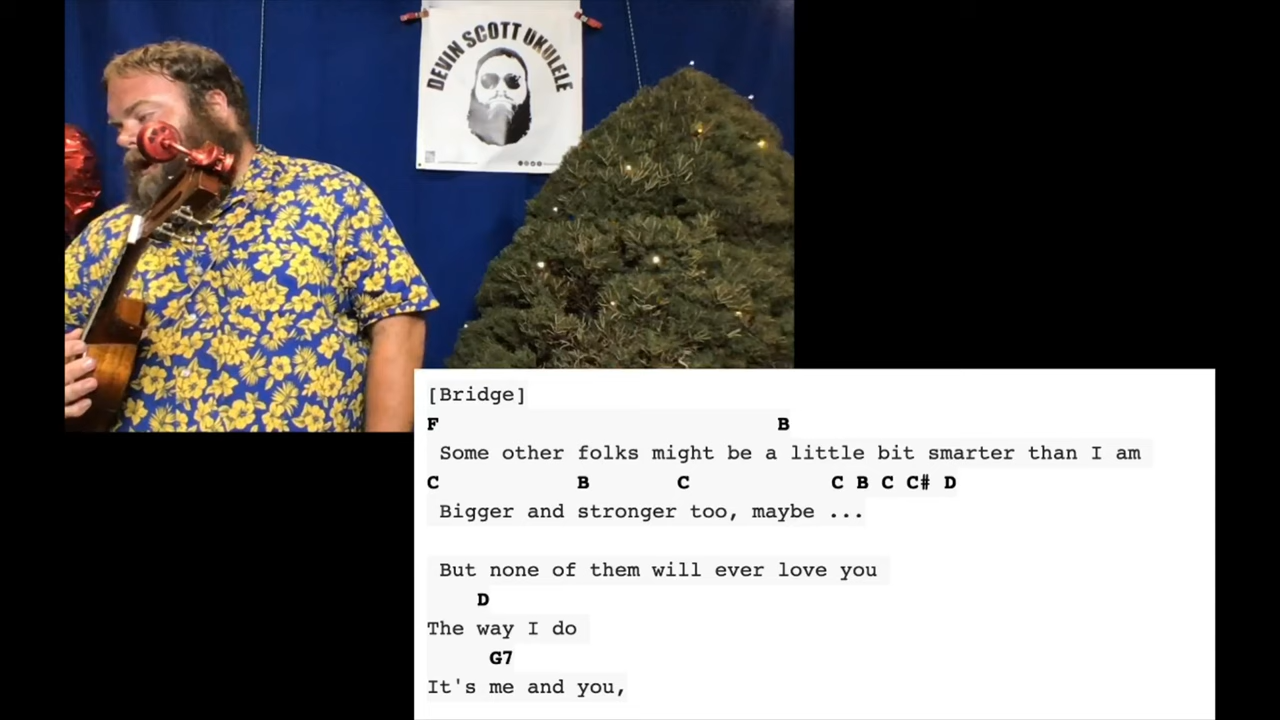 DEVIN SCOTT UKULELE
[Bridge]
F B
Some other folks might be a little bit smarter than I am
C B C C B C C# D
Bigger and stronger too, maybe ...
But none of them will ever love you
D
The way I do
G7
It's me and you,